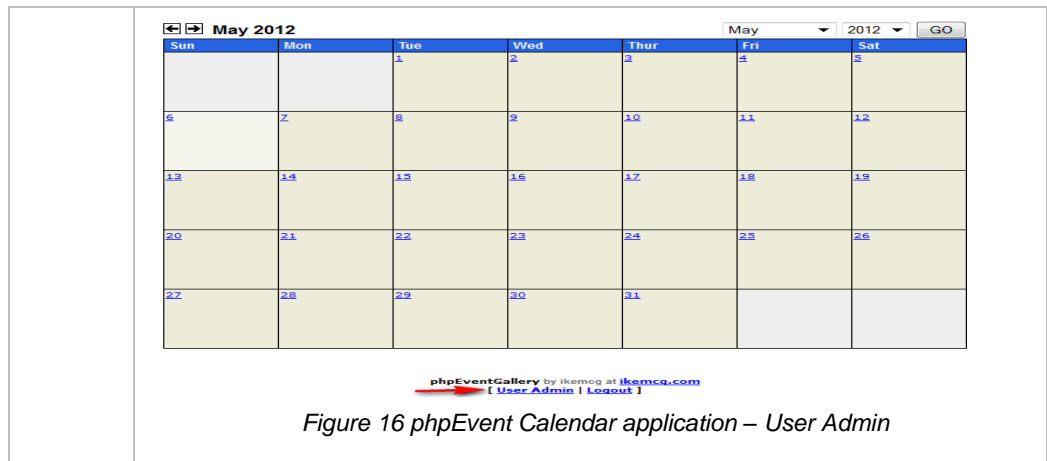 May 2012 May 2012 GO
Sun Mon Tue Wed Thur Fri Sat
1 2 3 4 5
6 7 8 9 10 11 12
13 14 15 16 17 18 19
20 21 22 23 24 25 26
27 28 29 30 31
phpEventGallery by ikemcg at ikemcg.com
[ User Admin | Logout ]
Figure 16 phpEvent Calendar application – User Admin